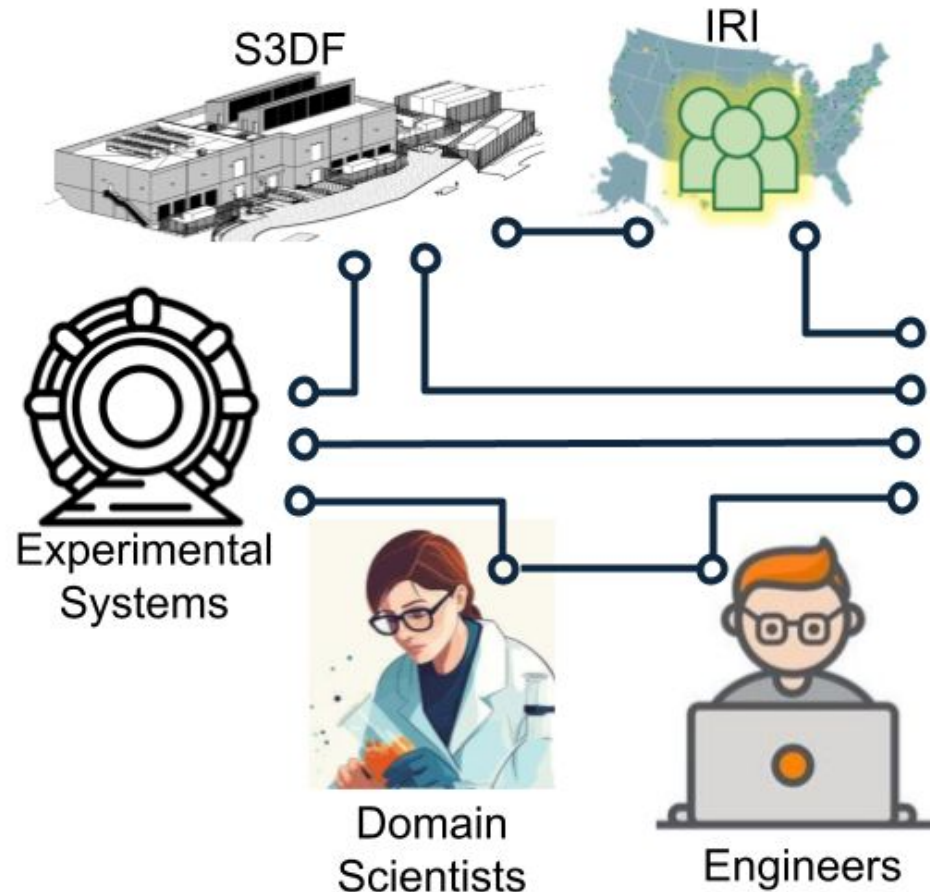 S3DF
IRI
Experimental
Systems
Domain
Scientists
Engineers